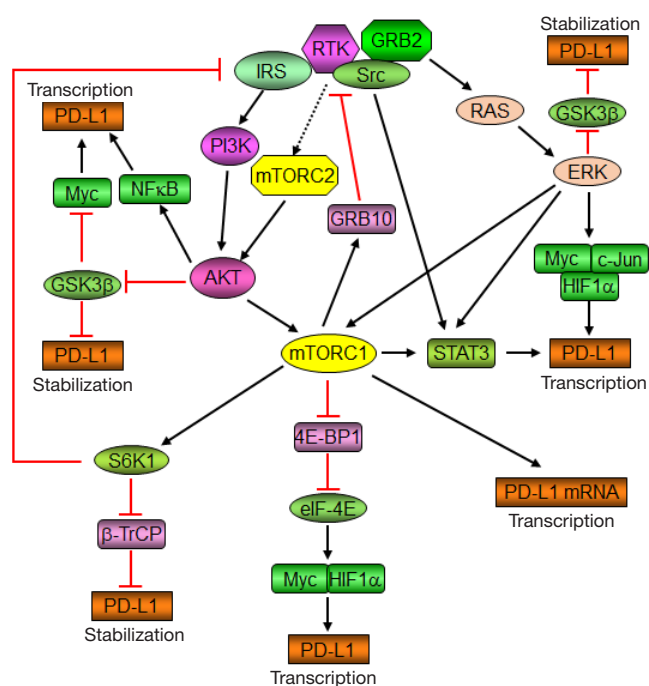 Stabilization
PD-L1
GRB2
RTK
IRS
Src
Transcription
PD-L1
GSK3β
RAS
PI3K
mTORC2
ERK
Myc
NFκB
GRB10
Myc
c-Jun
HIF1α
GSK3β
AKT
PD-L1
Stabilization
mTORC1
STAT3
PD-L1
Transcription
4E-BP1
S6K1
PD-L1 mRNA
Transcription
eIF-4E
β-TrCP
Myc
HIF1α
PD-L1
Stabilization
PD-L1
Transcription